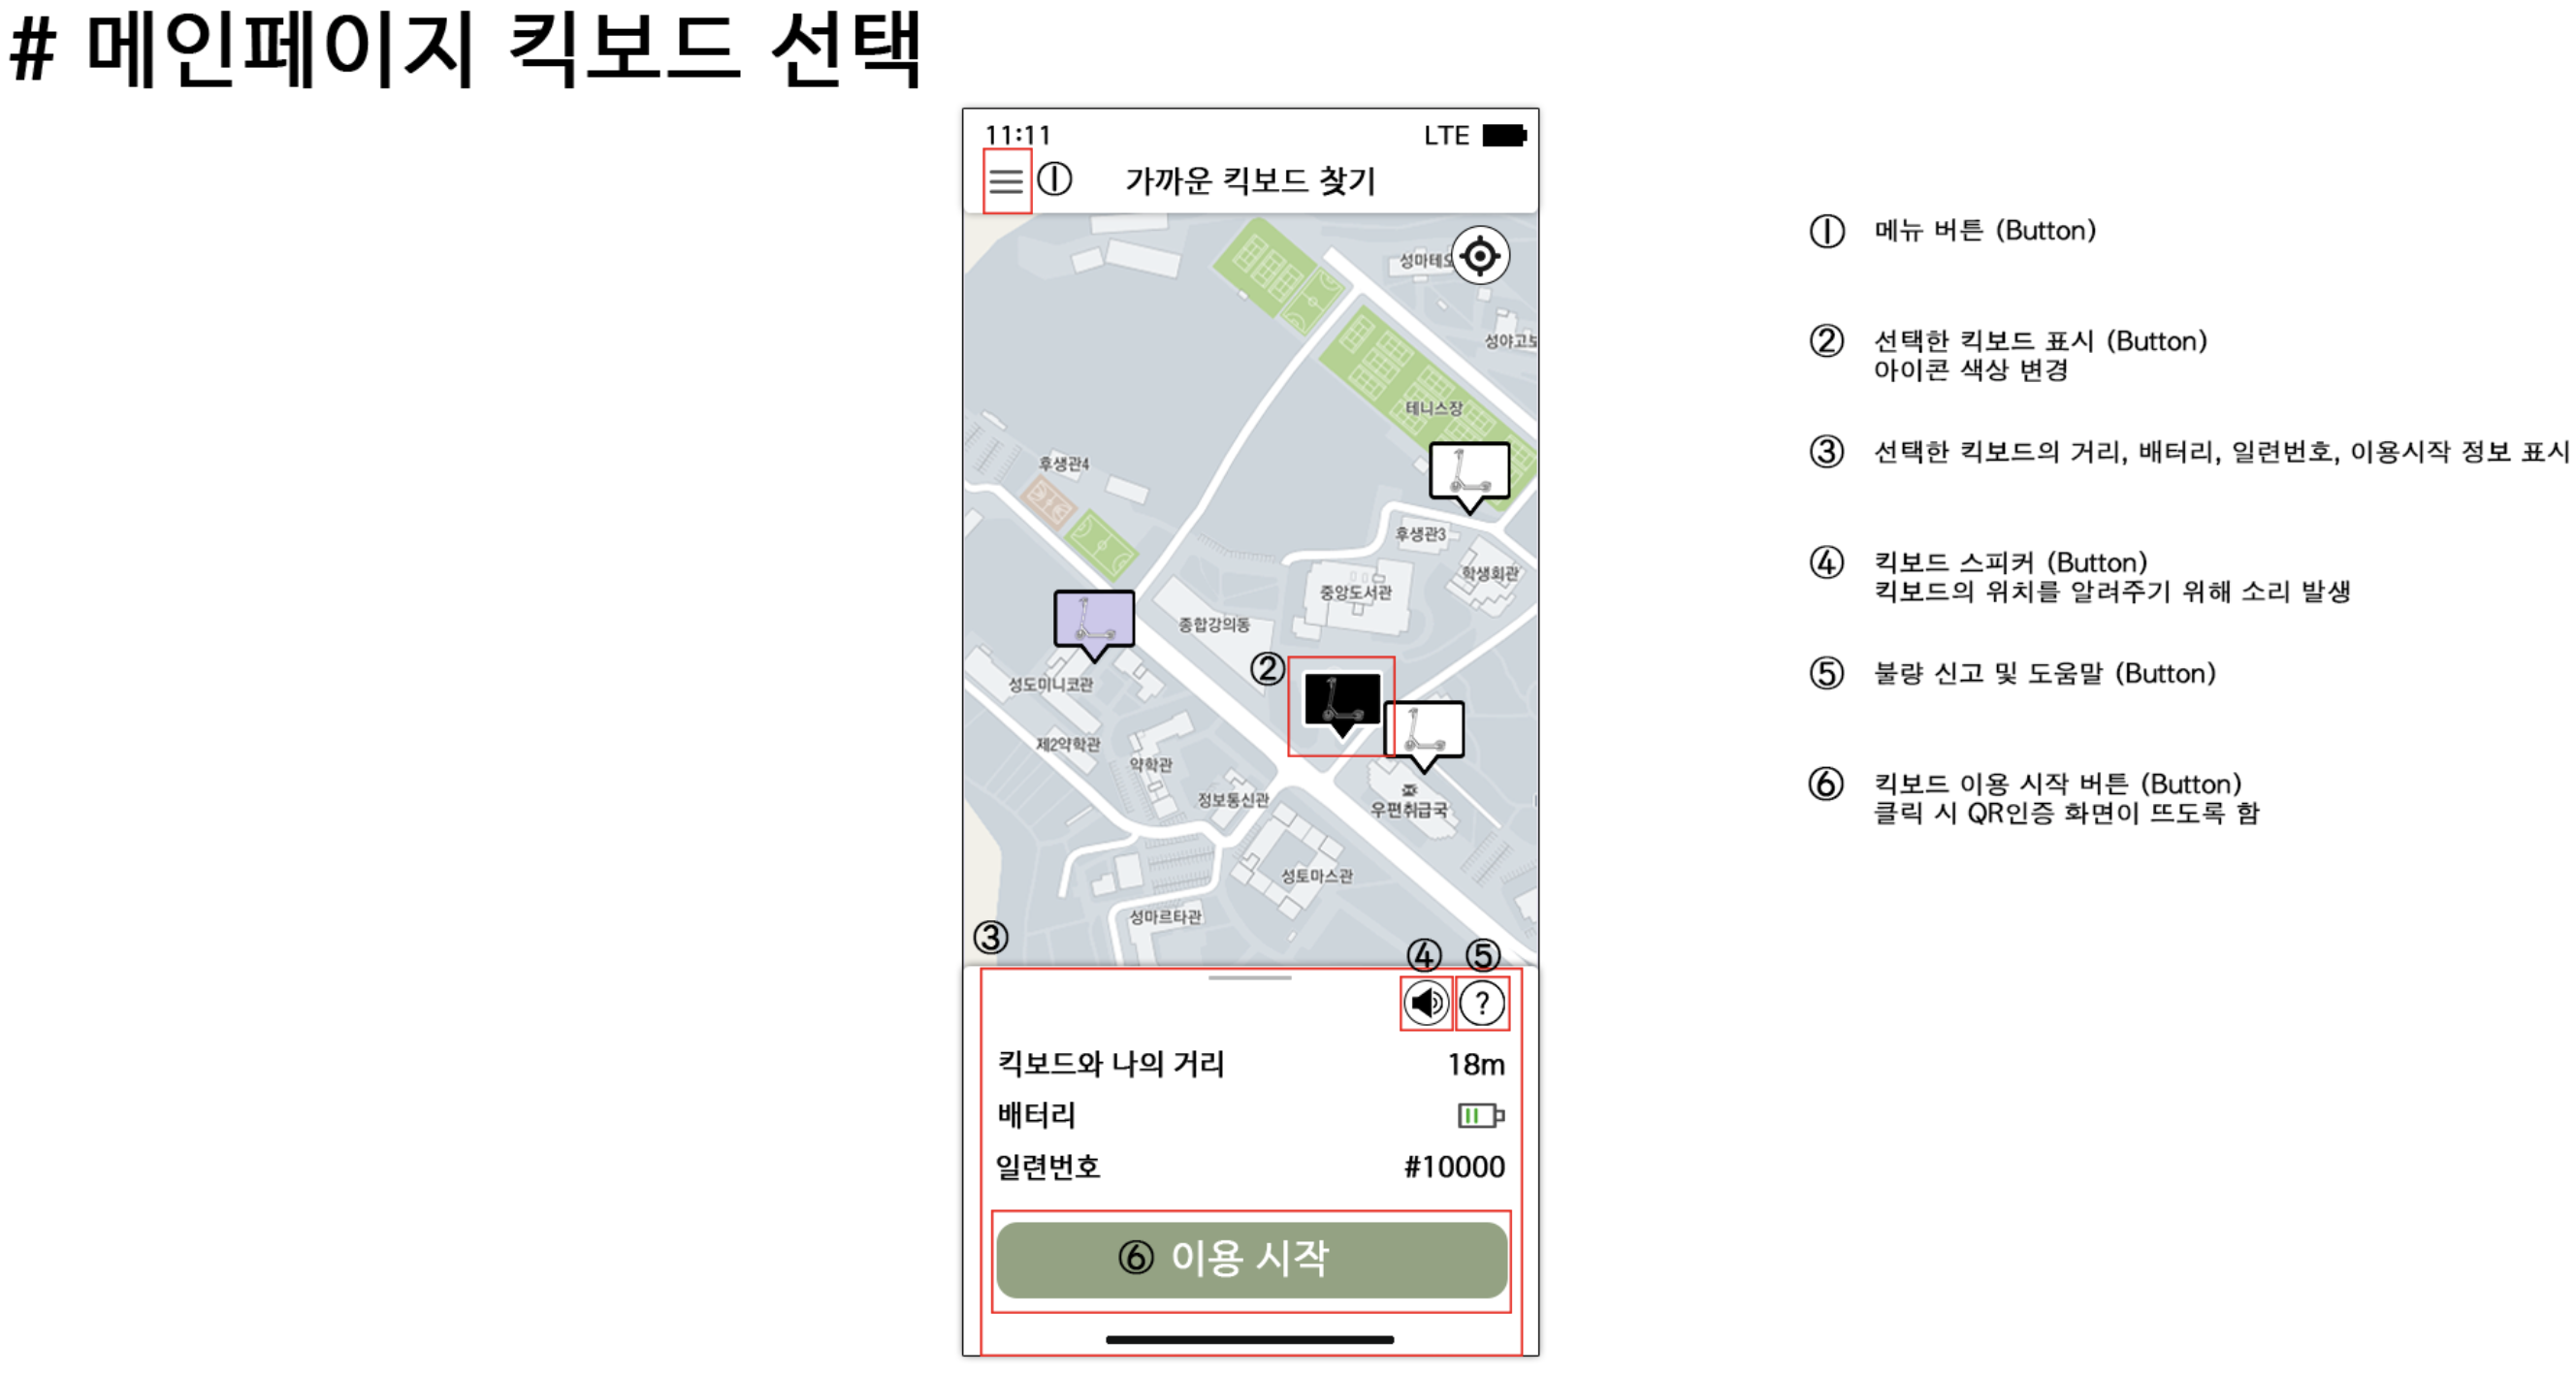 # 메인페이지 킥보드 선택
11:11
LTE
①
가까운 킥보드 찾기
성마테오
성야고보
테니스장
후생관4
후생관3
학생회관
중앙도서관
종합강의동
②
성도미니코관
제2약학관
약학관
정보통신관
우편취급국
성토마스관
성마르타관
③
④
⑤
?
킥보드와 나의 거리
18m
배터리
일련번호
#10000
⑥ 이용 시작
① 메뉴 버튼 (Button)
② 선택한 킥보드 표시 (Button)
아이콘 색상 변경
③ 선택한 킥보드의 거리, 배터리, 일련번호, 이용시작 정보 표시
④ 킥보드 스피커 (Button)
킥보드의 위치를 알려주기 위해 소리 발생
⑤ 불량 신고 및 도움말 (Button)
⑥ 킥보드 이용 시작 버튼 (Button)
클릭 시 QR인증 화면이 뜨도록 함